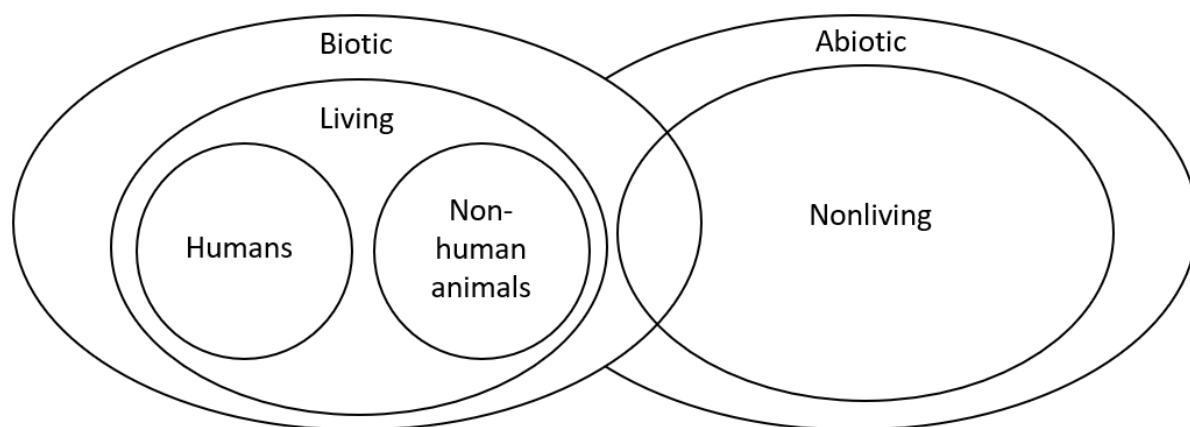 Biotic
Abiotic
Living
Humans
Non-
human
animals
Nonliving